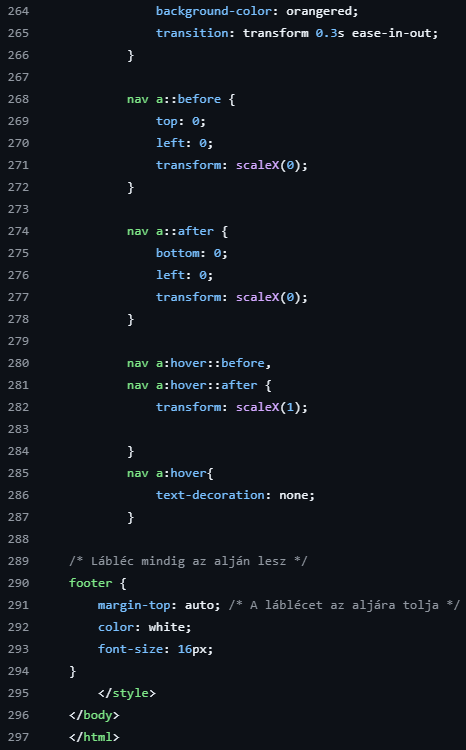 264                 background-color: orangered;
265                 transition: transform 0.3s ease-in-out;
266             }
267
268             nav a::before {
269                 top: 0;
270                 left: 0;
271                 transform: scaleX(0);
272             }
273
274             nav a::after {
275                 bottom: 0;
276                 left: 0;
277                 transform: scaleX(0);
278             }
279
280             nav a:hover::before,
281             nav a:hover::after {
282                 transform: scaleX(1);
283
284             }
285             nav a:hover{
286                 text-decoration: none;
287             }
288
289     /* Lábléc mindig az alján lesz */
290     footer {
291         margin-top: auto; /* A láblécet az aljára tolja */
292         color: white;
293         font-size: 16px;
294     }
295         </style>
296     </body>
297     </html>